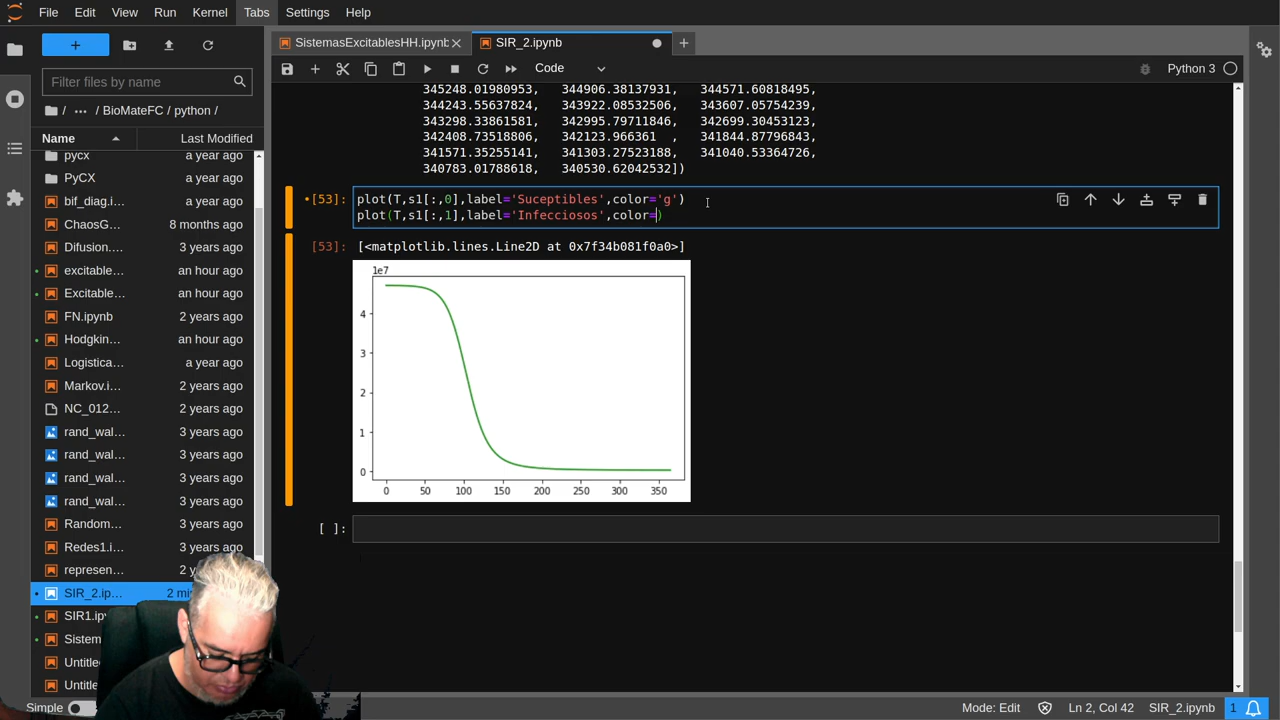 File Edit View Run Kernel Tabs Settings Help
+
Filter files by name
/ ... / BioMateFC / python /
Name Last Modified
pycx a year ago
PyCX a year ago
bif_diag.i... a year ago
ChaosG... 8 months ago
Difusion.... a year ago
excitable... an hour ago
Excitable... an hour ago
FN.ipynb 2 years ago
Hodgkin... an hour ago
Logistica... a year ago
Markov.i... 2 years ago
NC_012... 2 years ago
rand_wal... 3 years ago
rand_wal... 3 years ago
rand_wal... 3 years ago
rand_wal... 3 years ago
Random... 3 years ago
Redes1.i... 3 years ago
represen... 2 y
SIR_2.ip... 2 mi
SIR1.ip
Sistem
Untitle
Untitle
SistemasExcitablesHH.ipynb
SIR_2.ipynb
Code
Python 3
345248.01980953, 344906.38137931, 344571.60818495,
344243.55637824, 343922.08532506, 343607.05754239,
343298.33861581, 342995.79711846, 342699.30453123,
342408.73518806, 342123.966361 , 341844.87796843,
341571.35255141, 341303.27523188, 341040.53364726,
340783.01788618, 340530.62042532])
[53]: plot(T,s1[:,0],label='Suceptibles',color='g')
plot(T,s1[:,1],label='Infecciosos',color=)
[53]: [<matplotlib.lines.Line2D at 0x7f34b081f0a0>]
1e7
4
3
2
1
0
0 50 100 150 200 250 300 350
[ ]:
Simple
Mode: Edit
Ln 2, Col 42
SIR_2.ipynb
1